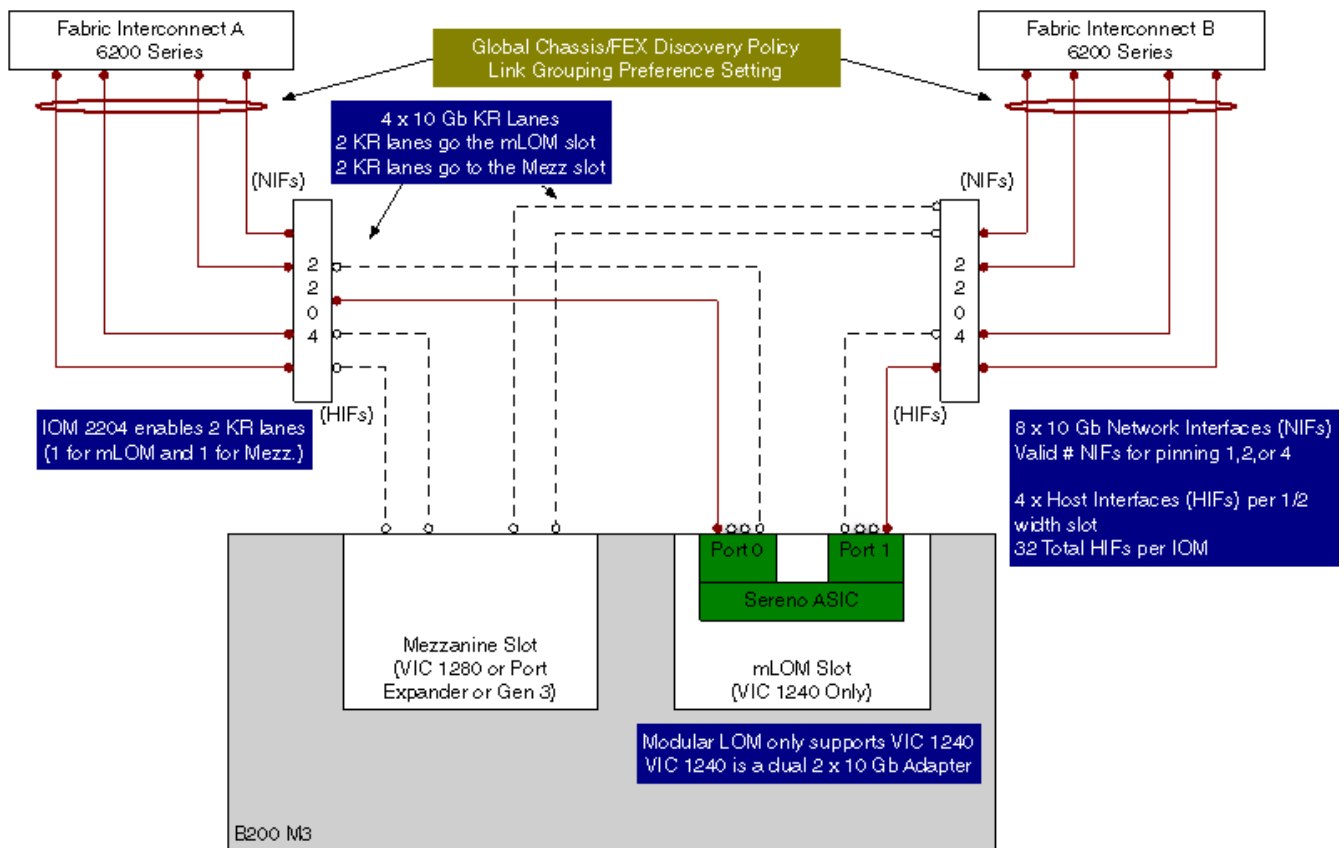 Fabric Interconnect A
6200 Series
Global Chassis/FEX Discovery Policy
Link Grouping Preference Setting
Fabric Interconnect B
6200 Series
4 x 10 Gb KR Lanes
2 KR lanes go the mLOM slot
2 KR lanes go to the Mezz slot
(NIFs)
(NIFs)
2
2
0
4
2
2
0
4
(HIFs)
(HIFs)
IOM 2204 enables 2 KR lanes
(1 for mLOM and 1 for Mezz.)
8 x 10 Gb Network Interfaces (NIFs)
Valid # NIFs for pinning 1,2,or 4
4 x Host Interfaces (HIFs) per 1/2
width slot
32 Total HIFs per IOM
Port 0
Port 1
Sereno ASIC
Mezzanine Slot
(VIC 1280 or Port
Expander or Gen 3)
mLOM Slot
(VIC 1240 Only)
Modular LOM only supports VIC 1240
VIC 1240 is a dual 2 x 10 Gb Adapter
B200 M3